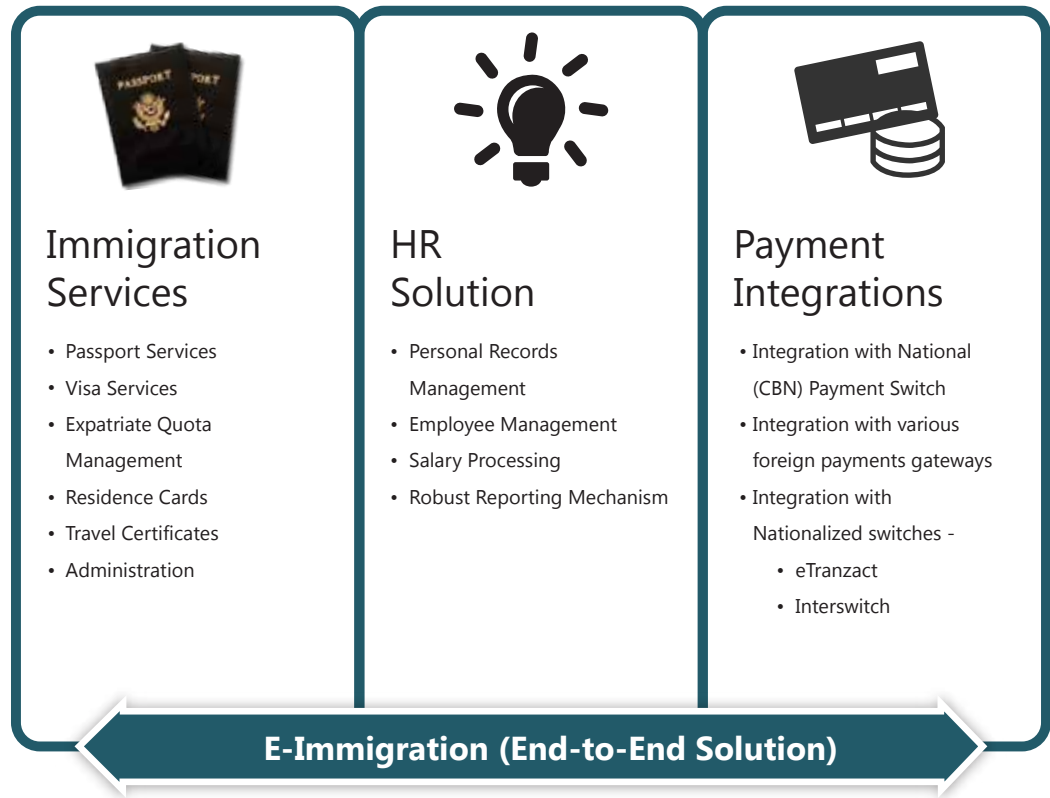 PASSPORT
PORT
Immigration
Services
• Passport Services
• Visa Services
• Expatriate Quota
Management
• Residence Cards
• Travel Certificates
• Administration
HR
Solution
• Personal Records
Management
• Employee Management
• Salary Processing
• Robust Reporting Mechanism
Payment
Integrations
• Integration with National
(CBN) Payment Switch
• Integration with various
foreign payments gateways
• Integration with
Nationalized switches -
• eTranzact
• Interswitch
E-Immigration (End-to-End Solution)